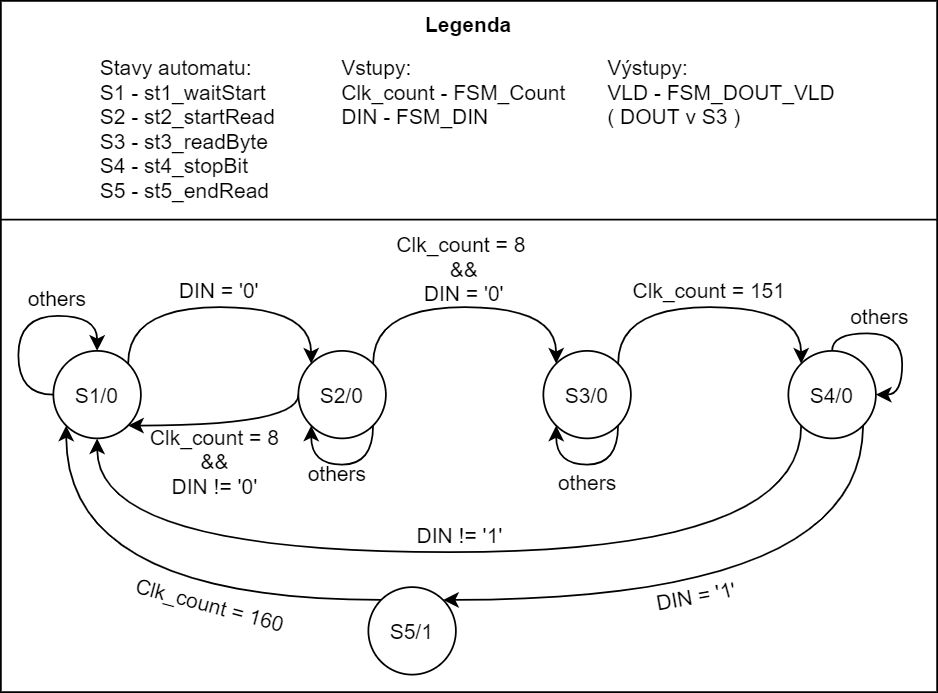 Legenda
Stavy automatu:
S1 - st1_waitStart
S2 - st2_startRead
S3 - st3_readByte
S4 - st4_stopBit
S5 - st5_endRead
Vstupy:
Clk_count - FSM_Count
DIN - FSM_DIN
Výstupy:
VLD - FSM_DOUT_VLD
( DOUT v S3 )
Clk_count = 8
&&
DIN = '0'
others
DIN = '0'
Clk_count = 151
others
S1/0
S2/0
S3/0
S4/0
Clk_count = 8
&&
DIN != '0'
others
others
DIN != '1'
Clk_count = 160
DIN = '1'
S5/1